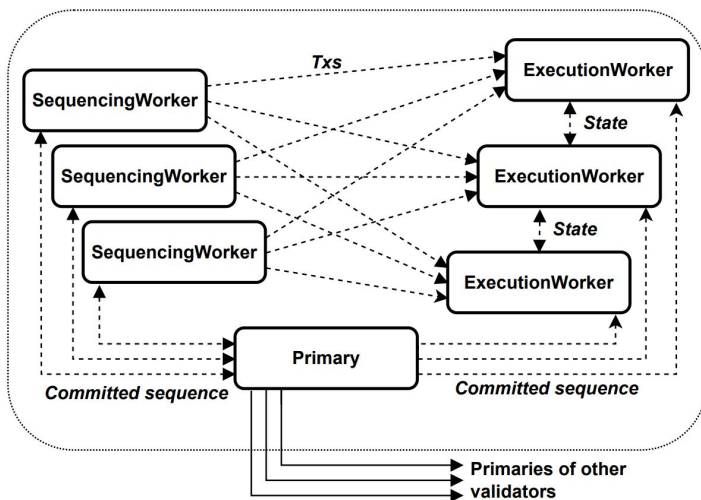 Txs
ExecutionWorker
SequencingWorker
State
SequencingWorker
ExecutionWorker
SequencingWorker
State
ExecutionWorker
Primary
Committed sequence
Committed sequence
Primaries of other
validators